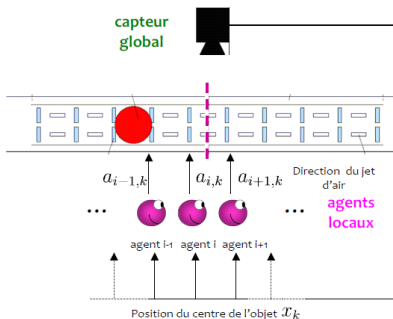 capteur
global
a_{i-1,k} a_{i,k} a_{i+1,k}
Direction du jet
d'air
agents
locaux
... ...
agent i-1 agent i agent i+1
Position du centre de l'objet x_k